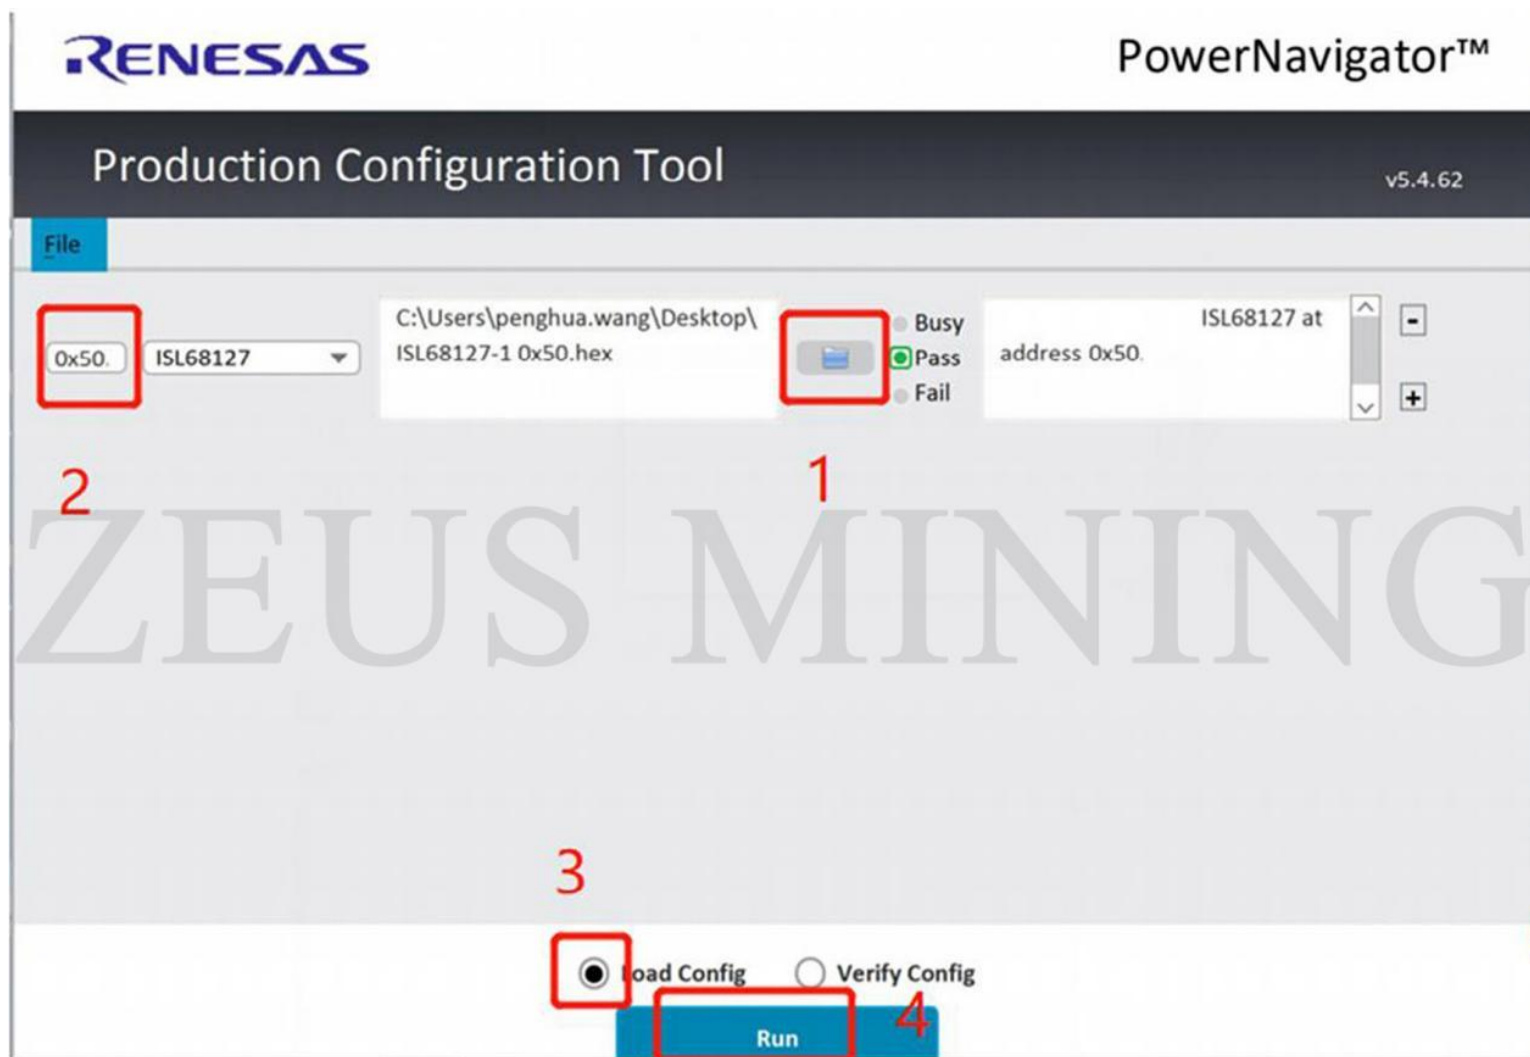 RENESAS
PowerNavigator™
Production Configuration Tool
v5.4.62
File
0x50.
ISL68127
C:\Users\penghua.wang\Desktop\
ISL68127-1 0x50.hex
Busy
Pass
Fail
ISL68127 at
address 0x50.
-
+
2
1
ZEUS MINING
3
Load Config
Verify Config
4
Run